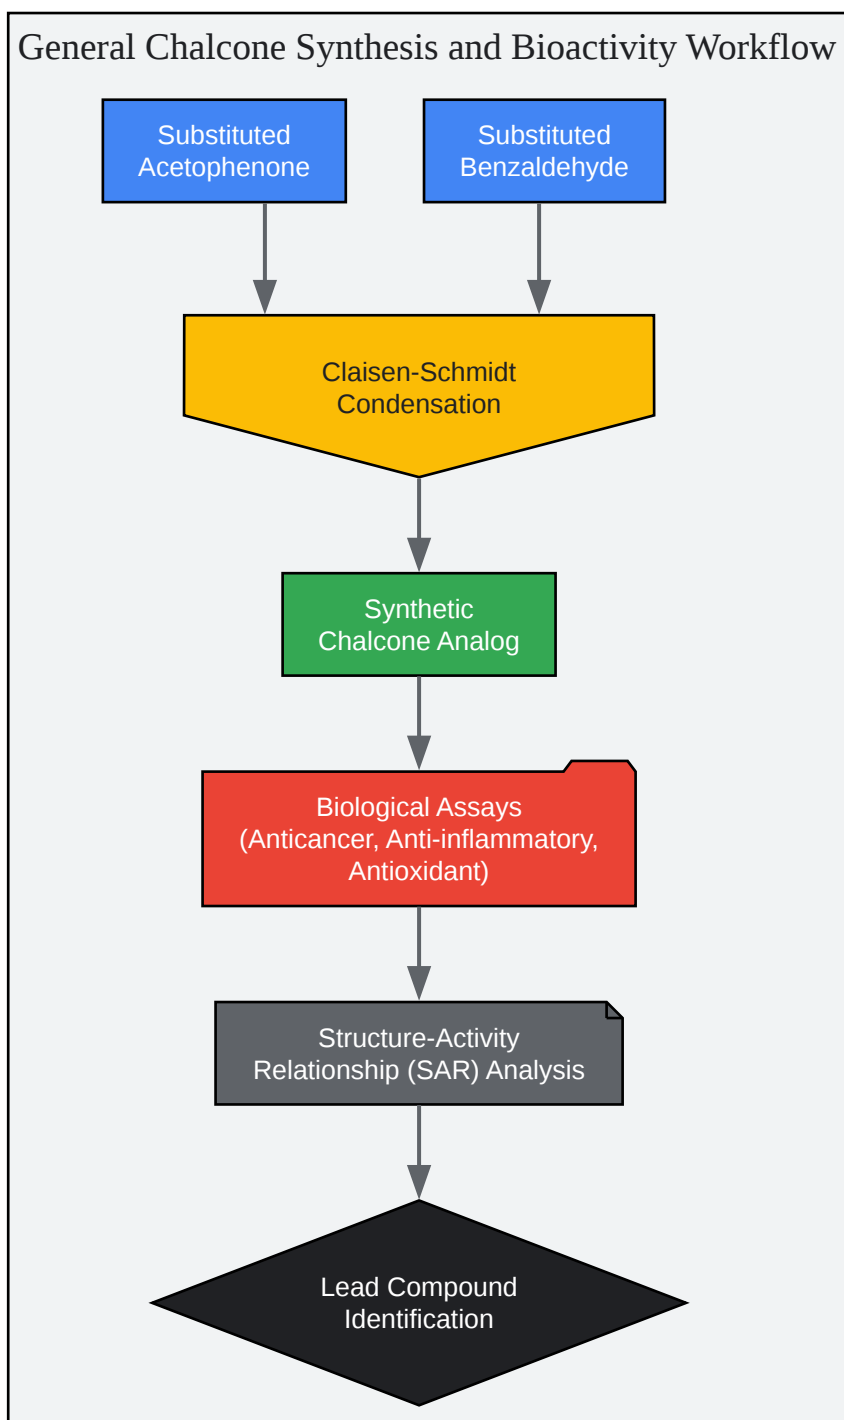 General Chalcone Synthesis and Bioactivity Workflow
Substituted
Acetophenone
Substituted
Benzaldehyde
Claisen-Schmidt
Condensation
Synthetic
Chalcone Analog
Biological Assays
(Anticancer, Anti-inflammatory,
Antioxidant)
Structure-Activity
Relationship (SAR) Analysis
Lead Compound
Identification